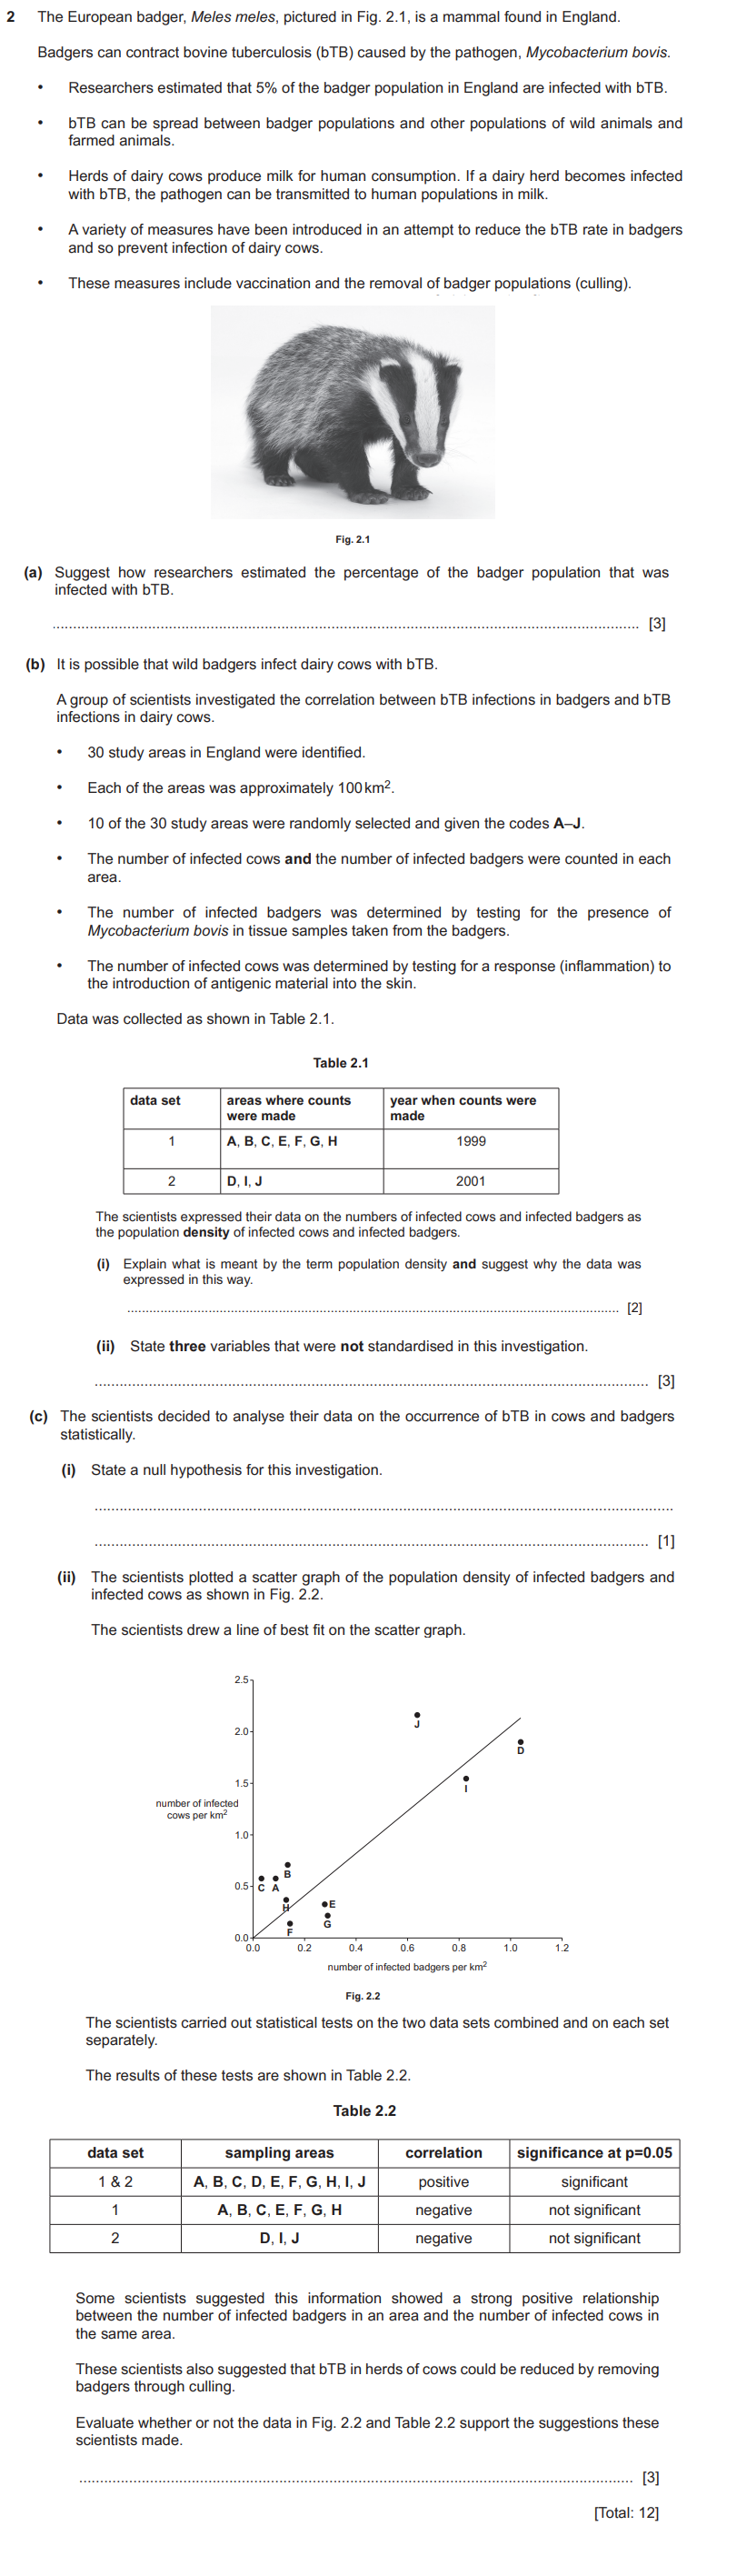 2 The European badger, Meles meles, pictured in Fig. 2.1, is a mammal found in England.
Badgers can contract bovine tuberculosis (bTB) caused by the pathogen, Mycobacterium bovis.
• Researchers estimated that 5% of the badger population in England are infected with bTB.
• bTB can be spread between badger populations and other populations of wild animals and
farmed animals.
• Herds of dairy cows produce milk for human consumption. If a dairy herd becomes infected
with bTB, the pathogen can be transmitted to human populations in milk.
• A variety of measures have been introduced in an attempt to reduce the bTB rate in badgers
and so prevent infection of dairy cows.
• These measures include vaccination and the removal of badger populations (culling).
Fig. 2.1
(a) Suggest how researchers estimated the percentage of the badger population that was
infected with bTB.
[3]
(b) It is possible that wild badgers infect dairy cows with bTB.
A group of scientists investigated the correlation between bTB infections in badgers and bTB
infections in dairy cows.
• 30 study areas in England were identified.
• Each of the areas was approximately 100 km².
• 10 of the 30 study areas were randomly selected and given the codes A–J.
• The number of infected cows and the number of infected badgers were counted in each
area.
• The number of infected badgers was determined by testing for the presence of
Mycobacterium bovis in tissue samples taken from the badgers.
• The number of infected cows was determined by testing for a response (inflammation) to
the introduction of antigenic material into the skin.
Data was collected as shown in Table 2.1.
Table 2.1
data set areas where counts year when counts were
were made made
1 A, B, C, E, F, G, H 1999
2 D, I, J 2001
The scientists expressed their data on the numbers of infected cows and infected badgers as
the population density of infected cows and infected badgers.
(i) Explain what is meant by the term population density and suggest why the data was
expressed in this way.
[2]
(ii) State three variables that were not standardised in this investigation.
[3]
(c) The scientists decided to analyse their data on the occurrence of bTB in cows and badgers
statistically.
(i) State a null hypothesis for this investigation.
[1]
(ii) The scientists plotted a scatter graph of the population density of infected badgers and
infected cows as shown in Fig. 2.2.
The scientists drew a line of best fit on the scatter graph.
2.5
J
2.0
D
1.5
I
number of infected
cows per km²
1.0
B
0.5 C A
H E
G
F
0.0
0.0 0.2 0.4 0.6 0.8 1.0 1.2
number of infected badgers per km²
Fig. 2.2
The scientists carried out statistical tests on the two data sets combined and on each set
separately.
The results of these tests are shown in Table 2.2.
Table 2.2
data set sampling areas correlation significance at p=0.05
1 & 2 A, B, C, D, E, F, G, H, I, J positive significant
1 A, B, C, E, F, G, H negative not significant
2 D, I, J negative not significant
Some scientists suggested this information showed a strong positive relationship
between the number of infected badgers in an area and the number of infected cows in
the same area.
These scientists also suggested that bTB in herds of cows could be reduced by removing
badgers through culling.
Evaluate whether or not the data in Fig. 2.2 and Table 2.2 support the suggestions these
scientists made.
[3]
[Total: 12]